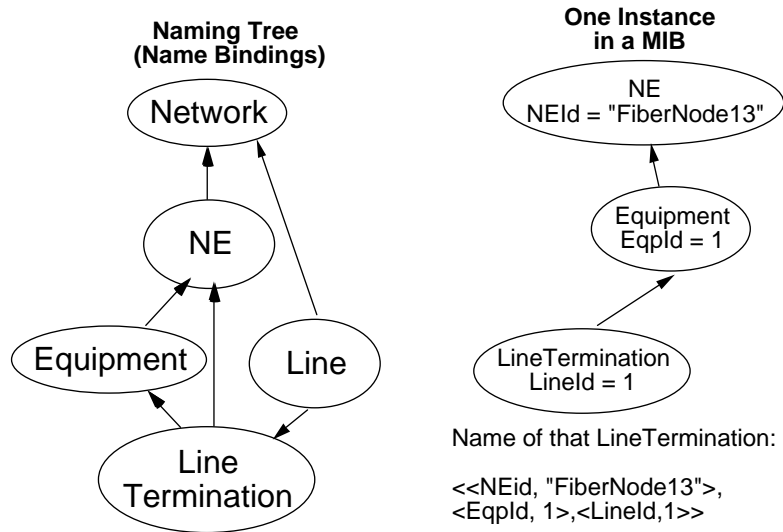 Naming Tree
(Name Bindings)
Network
NE
Equipment
Line
Line
Termination
One Instance
in a MIB
NE
NEId = "FiberNode13"
Equipment
EqpId = 1
LineTermination
LineId = 1
Name of that LineTermination:
<<NEid, "FiberNode13">,
<EqpId, 1>,<LineId,1>>